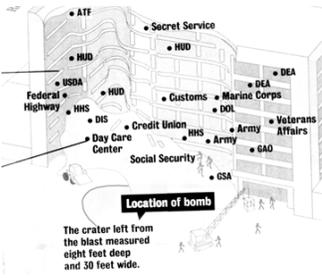 ATF
Secret Service
HUD
HUD
DEA
USDA
HUD
DEA
Federal
Highway
Customs
Marine Corps
HHS
DOL
DIS
Credit Union
Army
Veterans
Affairs
Day Care
Center
HHS
Army
GAO
Social Security
GSA
Location of bomb
The crater left from
the blast measured
eight feet deep
and 30 feet wide.